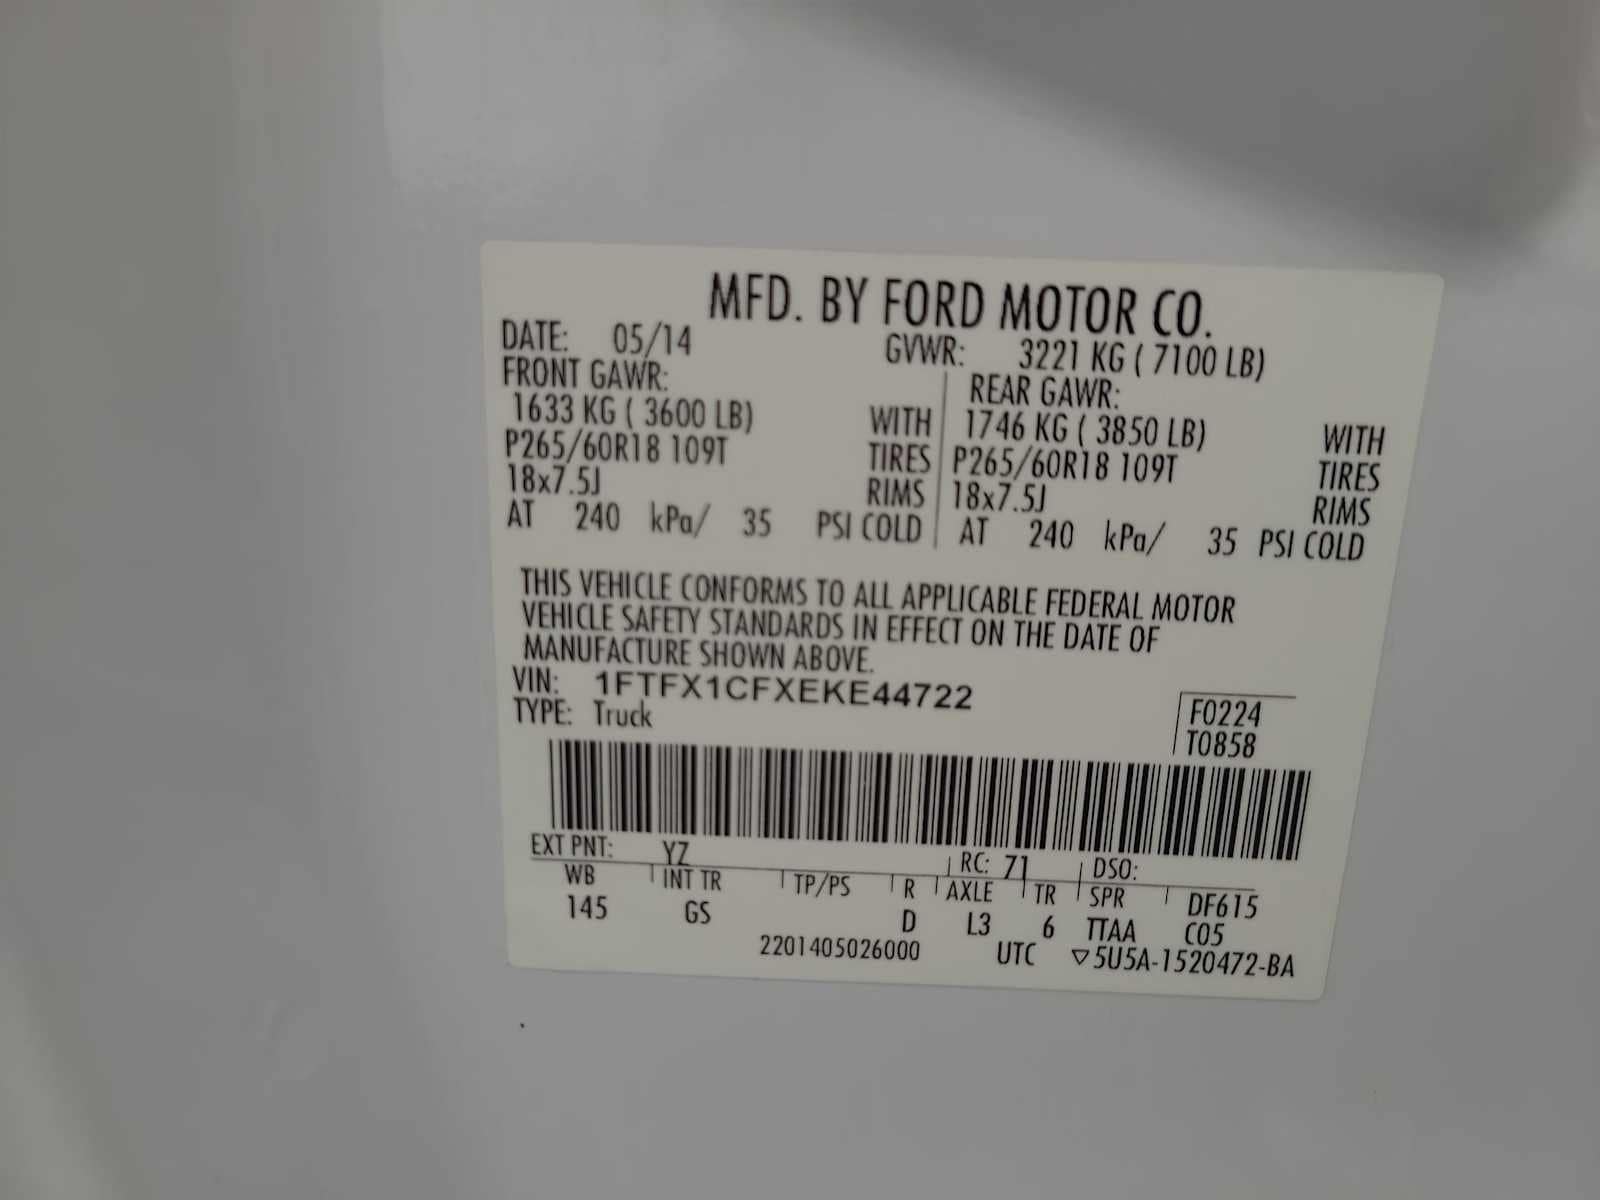 MFD. BY FORD MOTOR CO.
DATE: 05/14 GVWR: 3221 KG ( 7100 LB)
FRONT GAWR: REAR GAWR:
1633 KG ( 3600 LB) WITH 1746 KG ( 3850 LB) WITH
P265/60R18 109T TIRES P265/60R18 109T TIRES
18x7.5J RIMS 18x7.5J RIMS
AT 240 kPa/ 35 PSI COLD AT 240 kPa/ 35 PSI COLD
THIS VEHICLE CONFORMS TO ALL APPLICABLE FEDERAL MOTOR
VEHICLE SAFETY STANDARDS IN EFFECT ON THE DATE OF
MANUFACTURE SHOWN ABOVE.
VIN: 1FTFX1CFXEKE44722
TYPE: Truck
F0224
T0858
EXT PNT: YZ RC: 71 DSO:
WB INT TR TP/PS R AXLE TR SPR DF615
145 GS D L3 6 TTAA C05
2201405026000 UTC ▽5U5A-1520472-BA